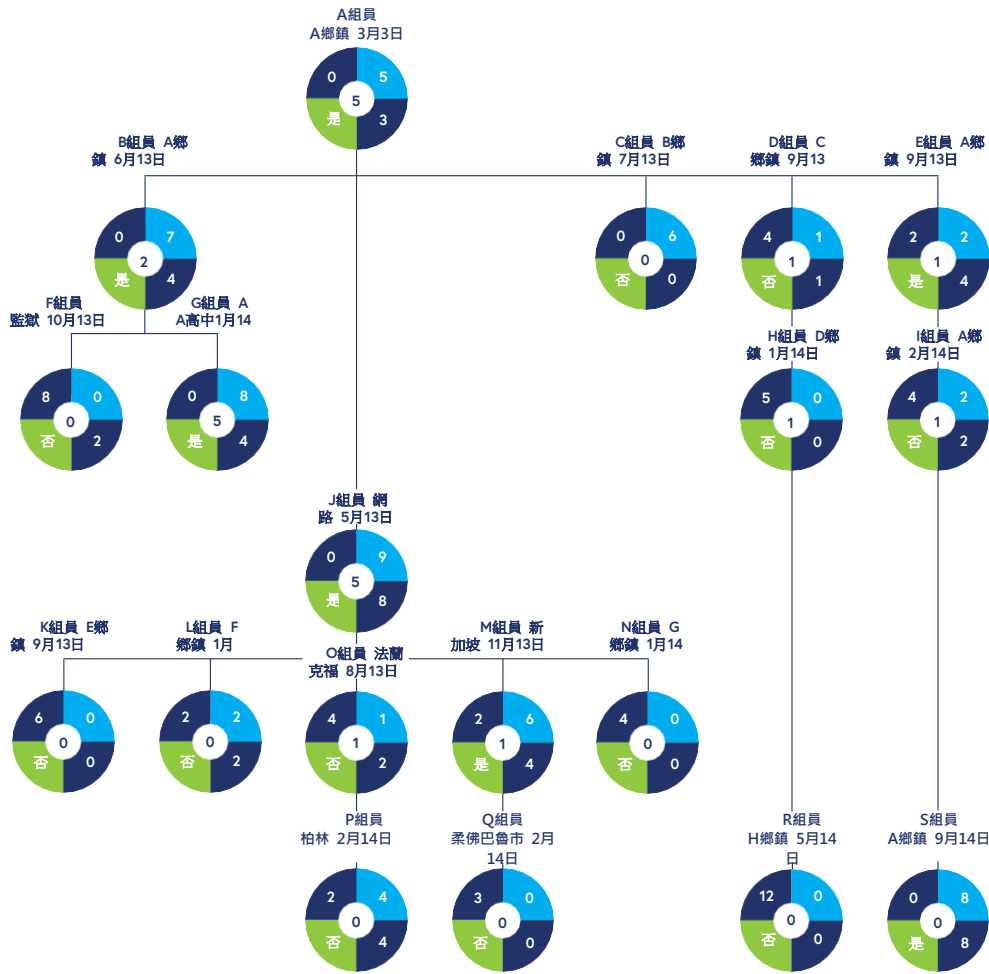 A組員
A鄉鎮 3月3日
0
5
5
是
3
B組員 A鄉
鎮 6月13日
C組員 B鄉
鎮 7月13日
D組員 C
鄉鎮 9月13
E組員 A鄉
鎮 9月13日
0
7
2
是
4
0
6
0
否
0
4
1
1
否
1
2
2
1
是
4
F組員
監獄 10月13日
G組員 A
A高中1月14
H組員 D鄉
鎮 1月14日
I組員 A鄉
鎮 2月14日
8
0
0
否
2
0
8
5
是
4
5
0
1
否
0
4
2
1
否
2
J組員 網
路 5月13日
0
9
5
是
8
K組員 E鄉
鎮 9月13日
L組員 F
鄉鎮 1月
O組員 法蘭
克福 8月13日
M組員 新
加坡 11月13日
N組員 G
鄉鎮 1月14
6
0
0
否
0
2
2
0
否
2
4
1
1
否
2
2
6
1
是
4
4
0
0
否
0
P組員
柏林 2月14日
Q組員
柔佛巴魯市 2月
14日
R組員
H鄉鎮 5月14
日
S組員
A鄉鎮 9月14日
2
4
0
否
4
3
0
0
否
0
12
0
0
否
0
0
8
0
是
8